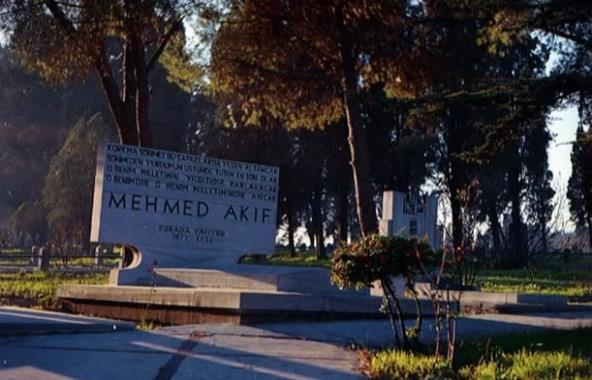 KORKMA SÖNMEZ BU ŞAFAKLARDA YÜZEN AL SANCAK
SÖNMEDEN YURDUMUN ÜSTÜNDE TÜTEN EN SON OCAK
O BENİM MİLLETİMİN YILDIZIDIR PARLAYACAK
O BENİMDİR O BENİM MİLLETİMİNDİR ANCAK
MEHMED AKİF
BURADA YATIYOR
1873 1936